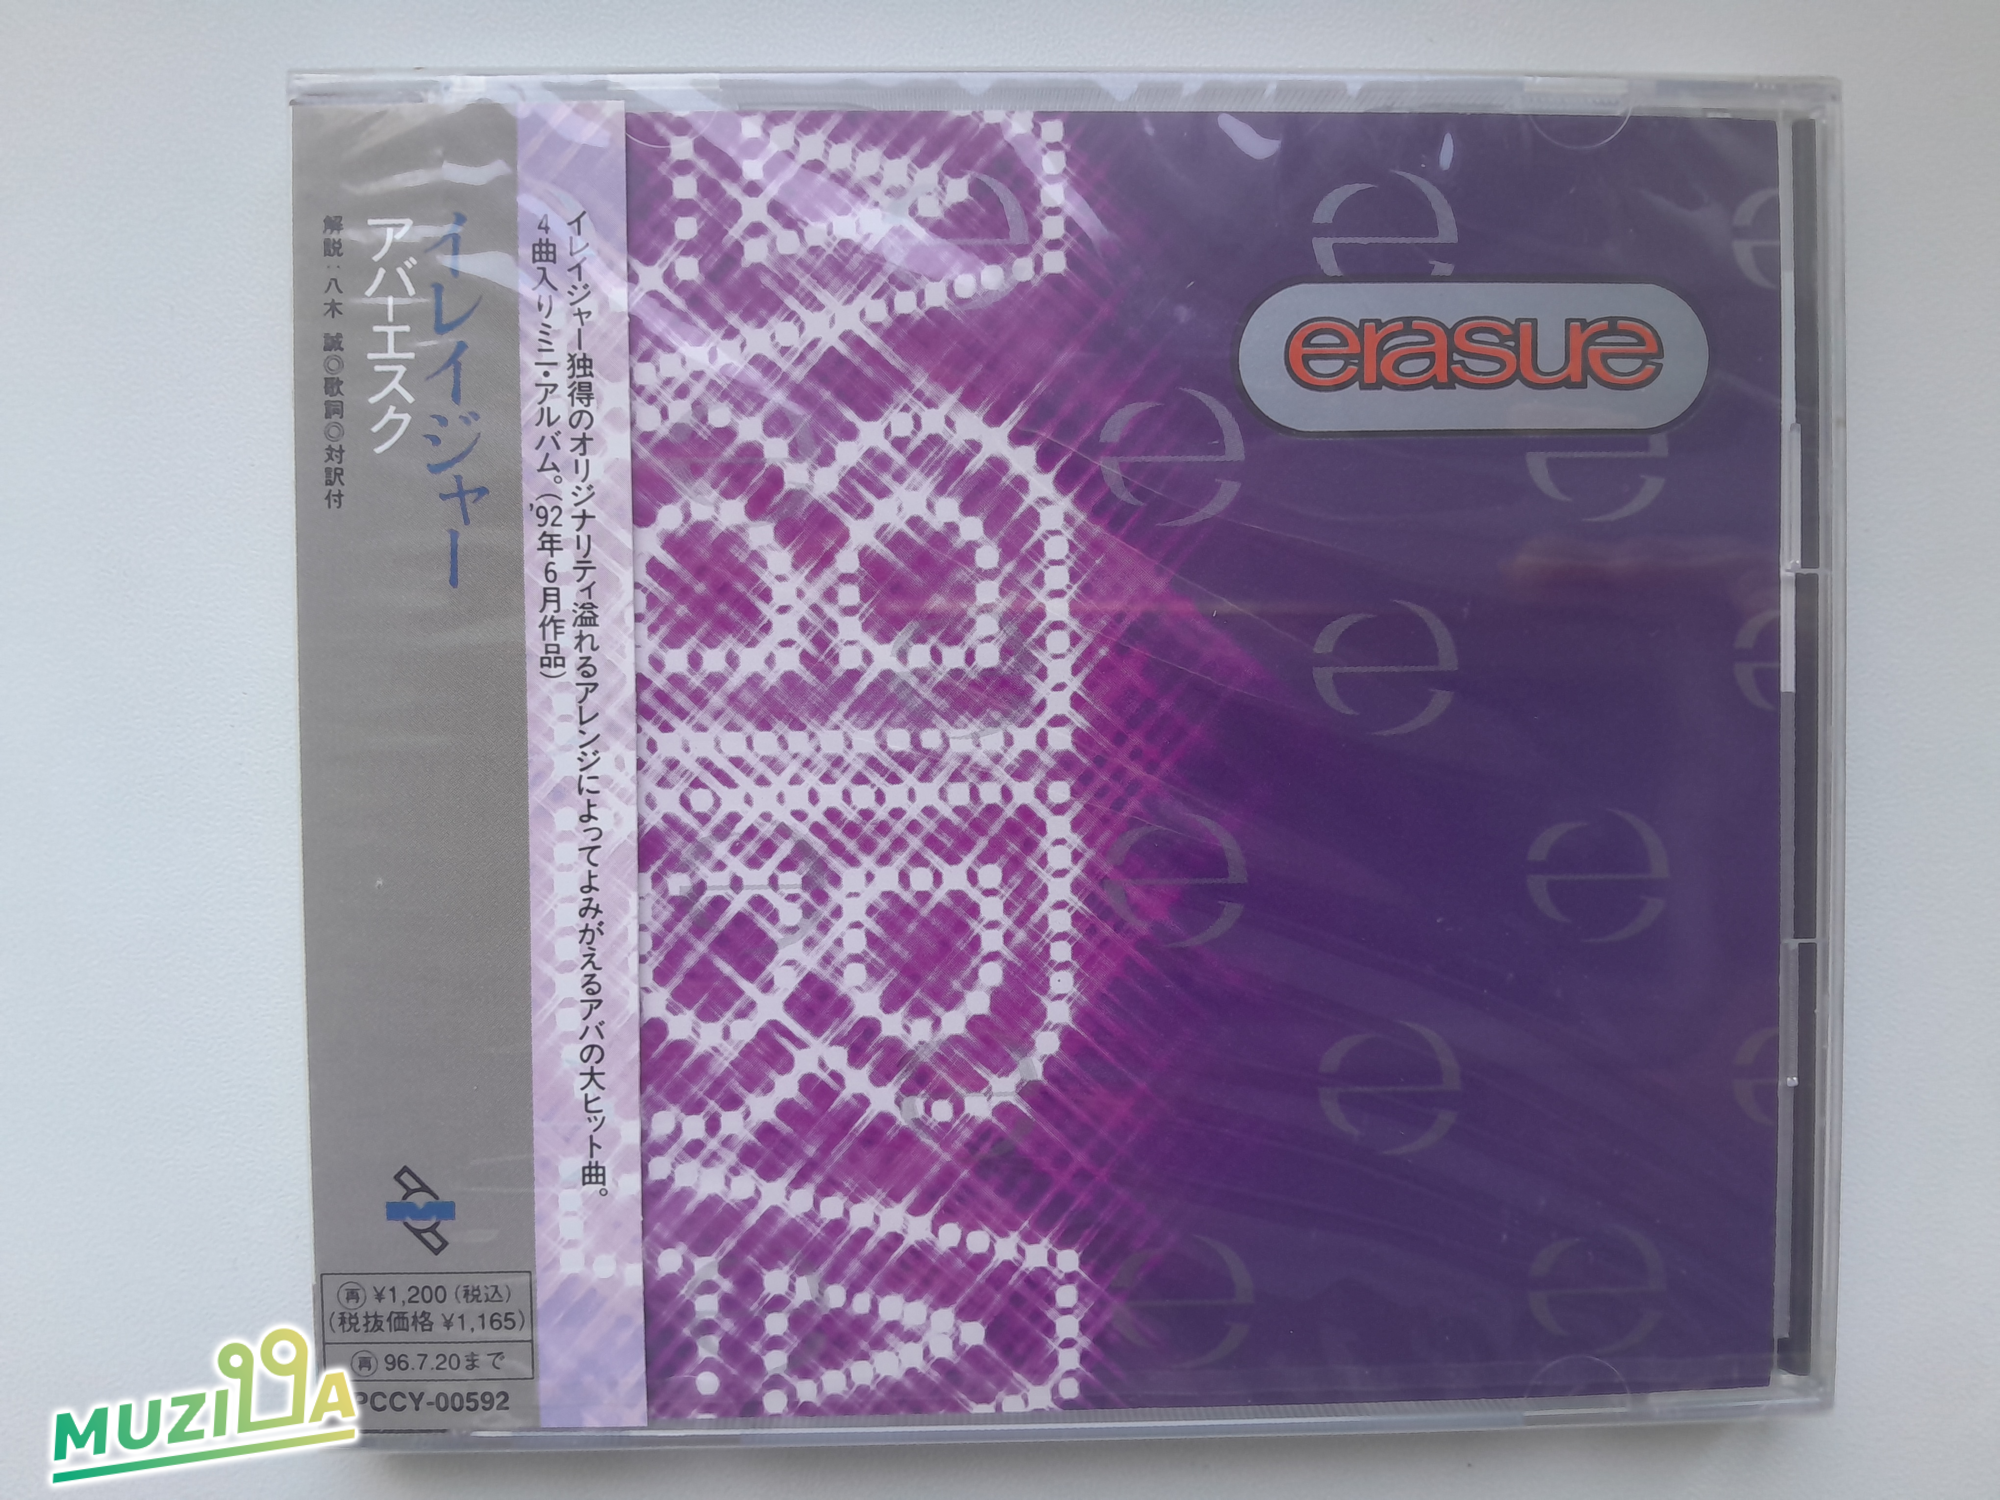 イレイジャー
アバ―エスク
解説:八木 誠◎歌詞◎対訳付
イレイジャー独得のオリジナリティ溢れるアレンジによってよみがえるアバの大ヒット曲。
4曲入りミニ・アルバム。('92年6月作品)
erasure
再 ¥1,200(税込)
(税抜価格 ¥1,165)
再 96.7.20まで
PCCY-00592
MUZILLA